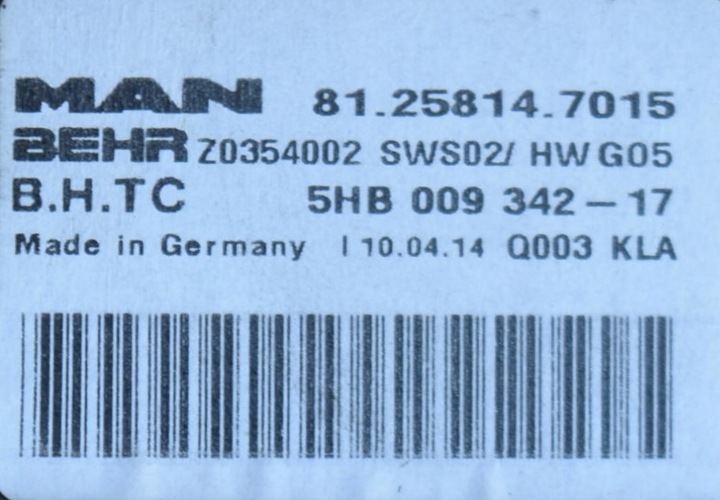 MAN 81.25814.7015
BEHR Z0354002 SWS02/ HW G05
B.H.TC 5HB 009 342-17
Made in Germany | 10.04.14 Q003 KLA